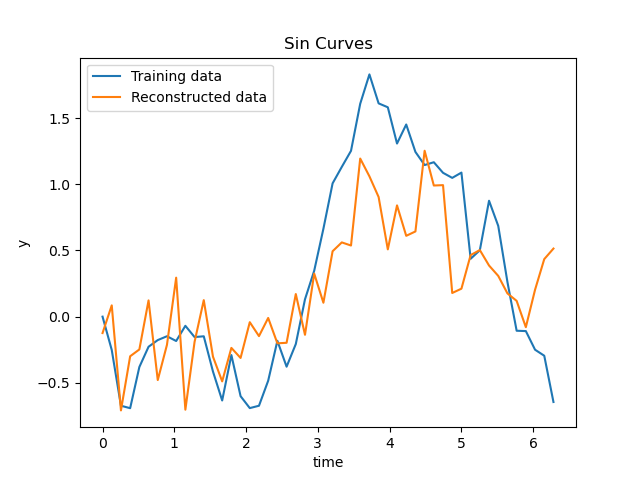 Sin Curves
Training data
Reconstructed data
y
1.5
1.0
0.5
0.0
−0.5
0 1 2 3 4 5 6
time